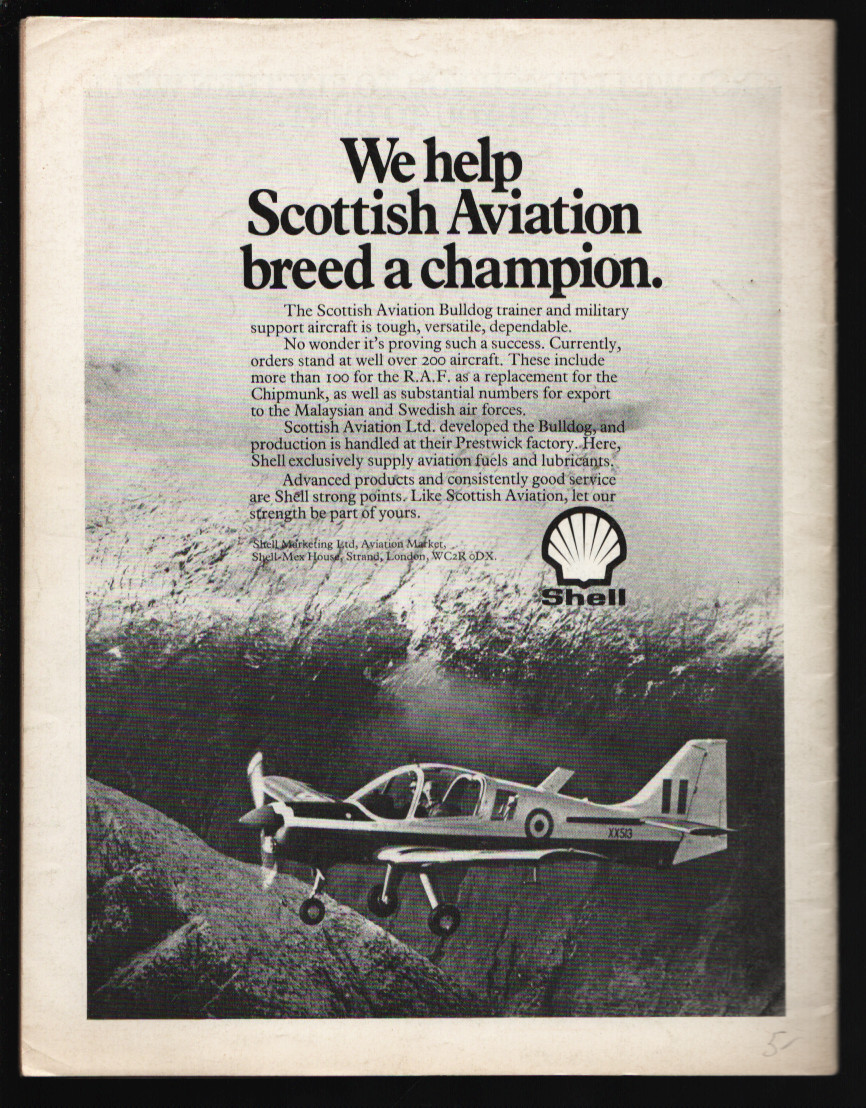 We help
Scottish Aviation
breed a champion.
The Scottish Aviation Bulldog trainer and military
support aircraft is tough, versatile, dependable.
No wonder it's proving such a success. Currently,
orders stand at well over 200 aircraft. These include
more than 100 for the R.A.F. as a replacement for the
Chipmunk, as well as substantial numbers for export
to the Malaysian and Swedish air forces.
Scottish Aviation Ltd. developed the Bulldog, and
production is handled at their Prestwick factory. Here,
Shell exclusively supply aviation fuels and lubricants.
Advanced products and consistently good service
are Shell strong points. Like Scottish Aviation, let our
strength be part of yours.
Shell Marketing Ltd, Aviation Market,
Shell-Mex House, Strand, London, WC2R 0DX.
Shell
XX513
5-